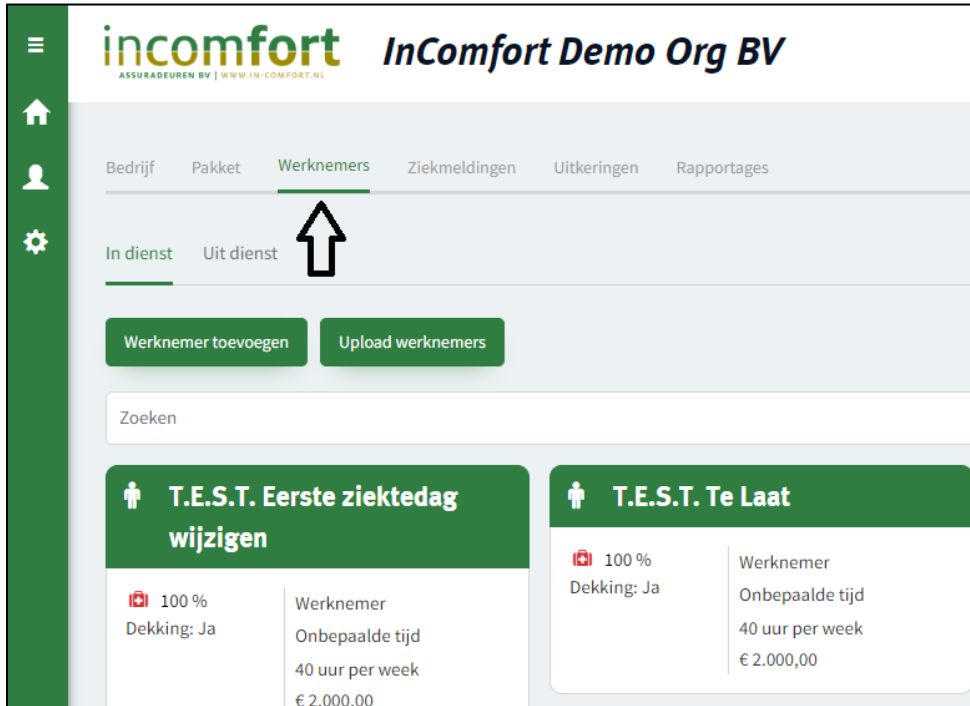 incomfort InComfort Demo Org BV
ASSURADEUREN BV | WWW.IN-COMFORT.NL
Bedrijf Pakket Werknemers Ziekmeldingen Uitkeringen Rapportages
In dienst Uit dienst
Werknemer toevoegen Upload werknemers
Zoeken
T.E.S.T. Eerste ziektedag
wijzigen
100 %
Dekking: Ja
Werknemer
Onbepaalde tijd
40 uur per week
€ 2.000,00
T.E.S.T. Te Laat
100 %
Dekking: Ja
Werknemer
Onbepaalde tijd
40 uur per week
€ 2.000,00